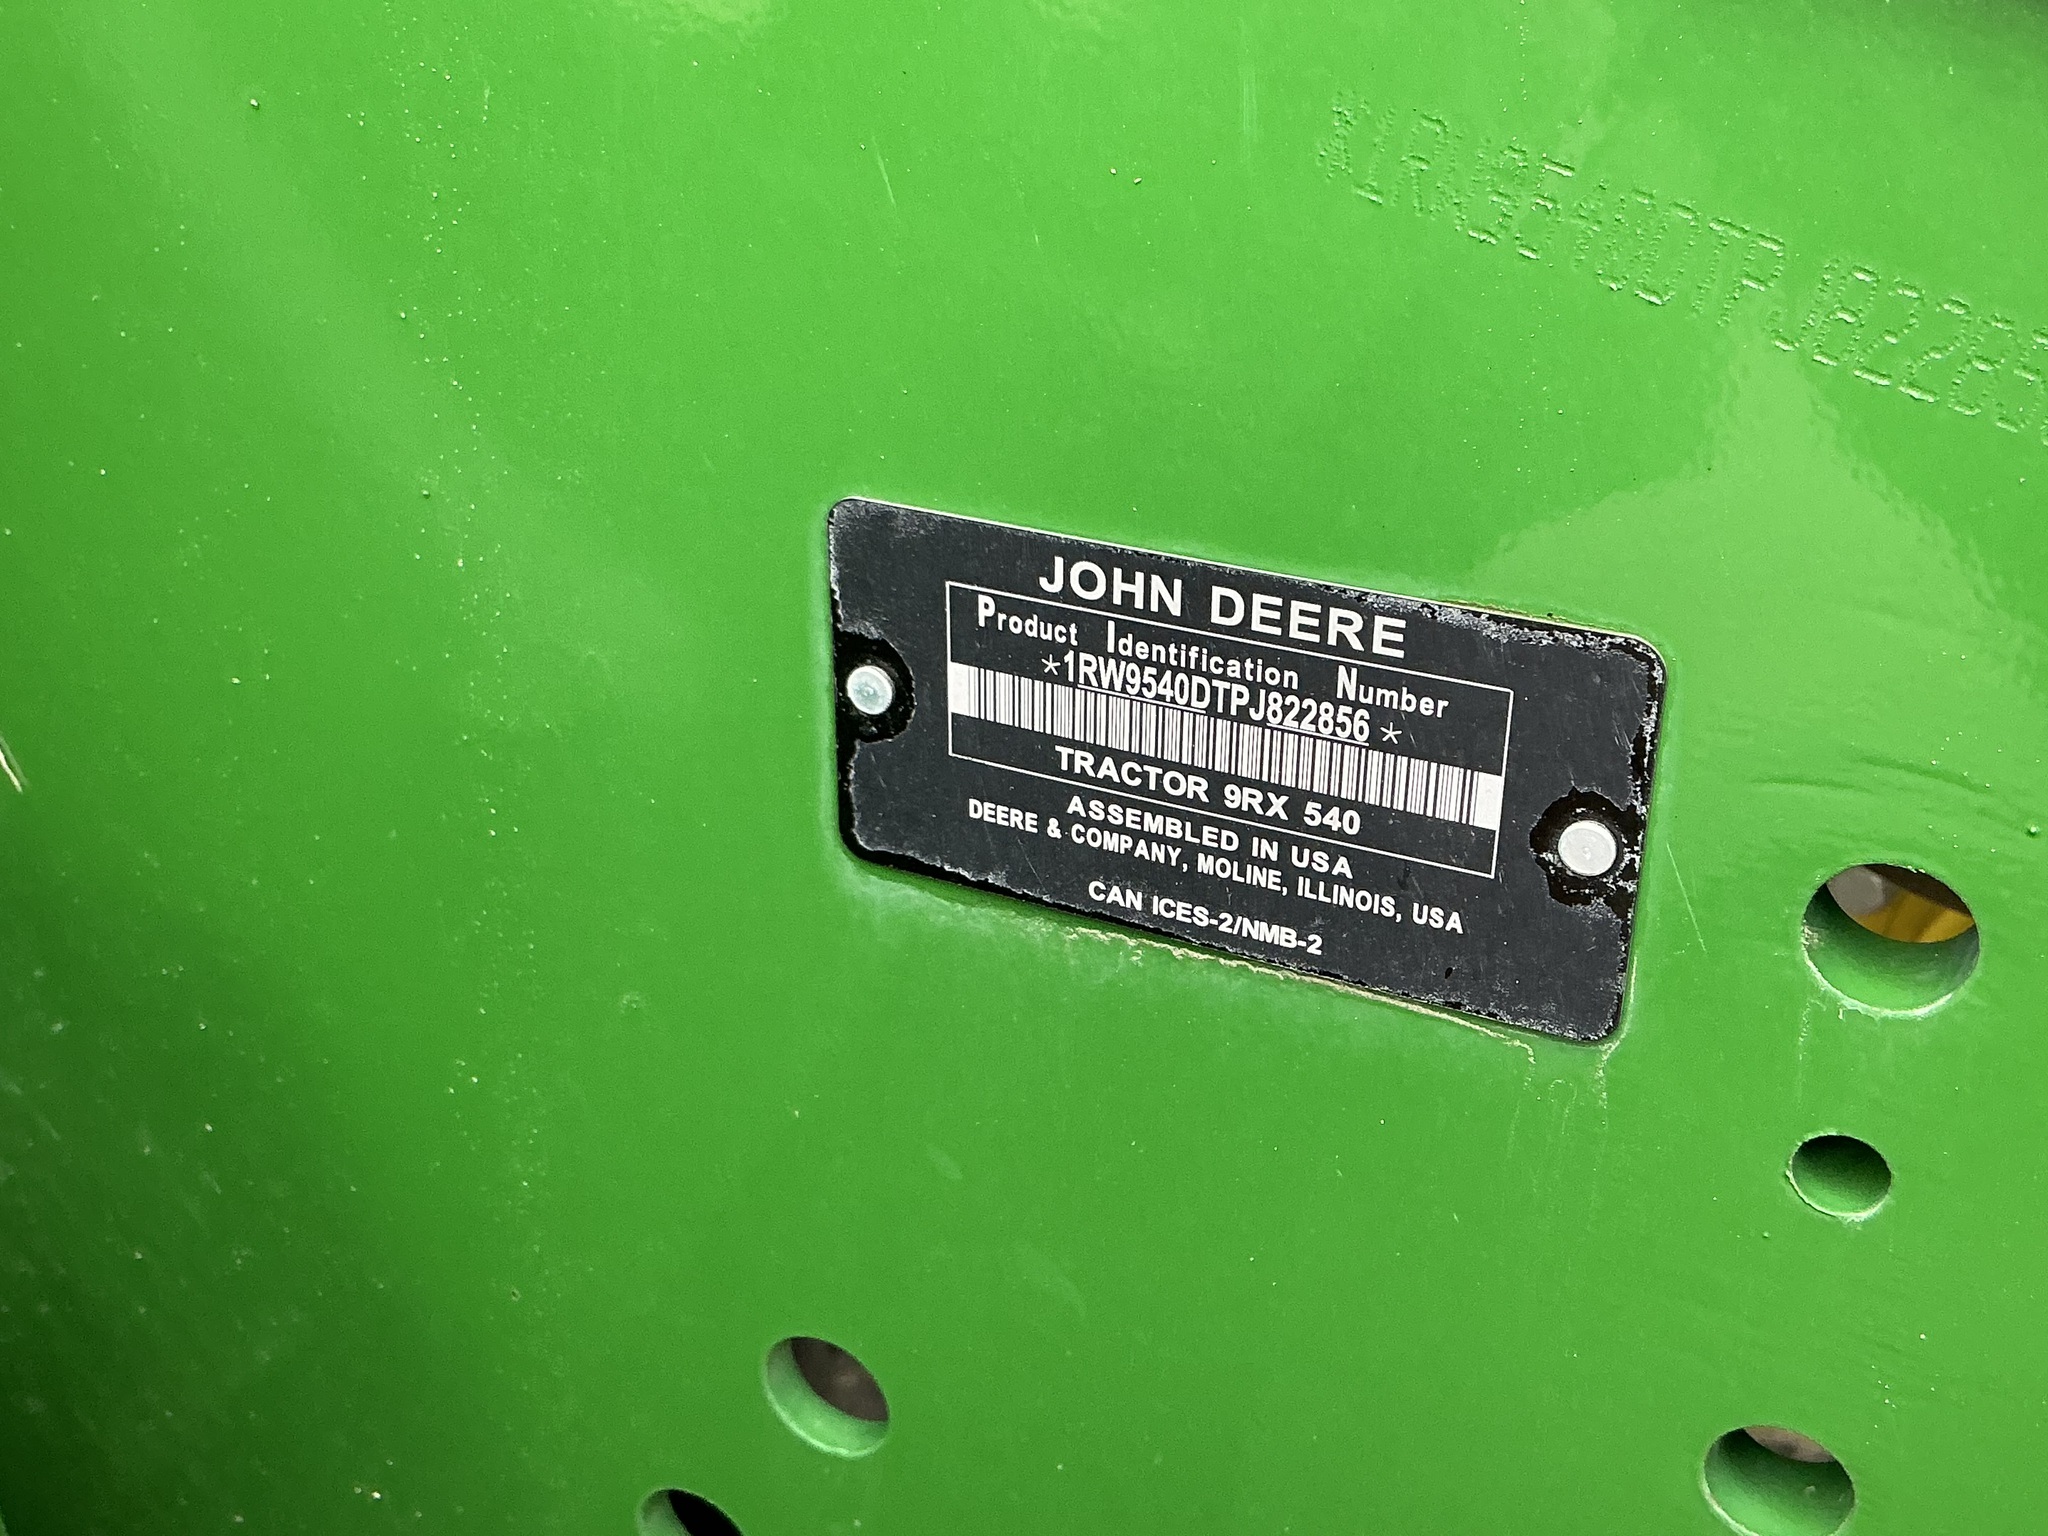 *1RW9540DTPJ82285
JOHN DEERE
Product Identification Number
*1RW9540DTPJ822856*
TRACTOR 9RX 540
ASSEMBLED IN USA
DEERE & COMPANY, MOLINE, ILLINOIS, USA
CAN ICES-2/NMB-2